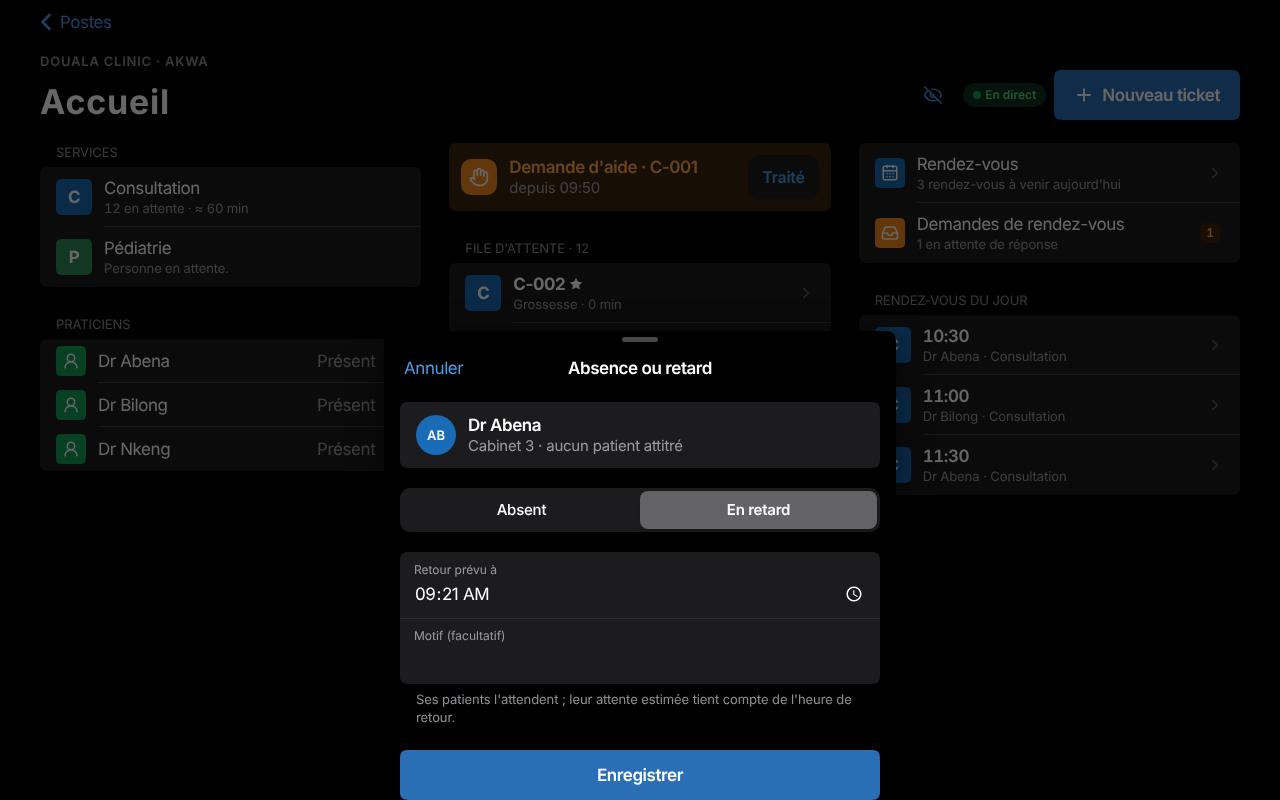 Postes
DOUALA CLINIC · AKWA
Accueil
En direct
Nouveau ticket
SERVICES
C
Consultation
12 en attente · ≈ 60 min
P
Pédiatrie
Personne en attente.
PRATICIENS
Dr Abena
Présent
Dr Bilong
Présent
Dr Nkeng
Présent
Demande d'aide · C-001
depuis 09:50
Traité
FILE D'ATTENTE · 12
C
C-002
Grossesse · 0 min
Rendez-vous
3 rendez-vous à venir aujourd'hui
Demandes de rendez-vous
1 en attente de réponse
1
RENDEZ-VOUS DU JOUR
10:30
Dr Abena · Consultation
11:00
Dr Bilong · Consultation
11:30
Dr Abena · Consultation
Annuler
Absence ou retard
AB
Dr Abena
Cabinet 3 · aucun patient attitré
Absent
En retard
Retour prévu à
09:21 AM
Motif (facultatif)
Ses patients l'attendent ; leur attente estimée tient compte de l'heure de
retour.
Enregistrer